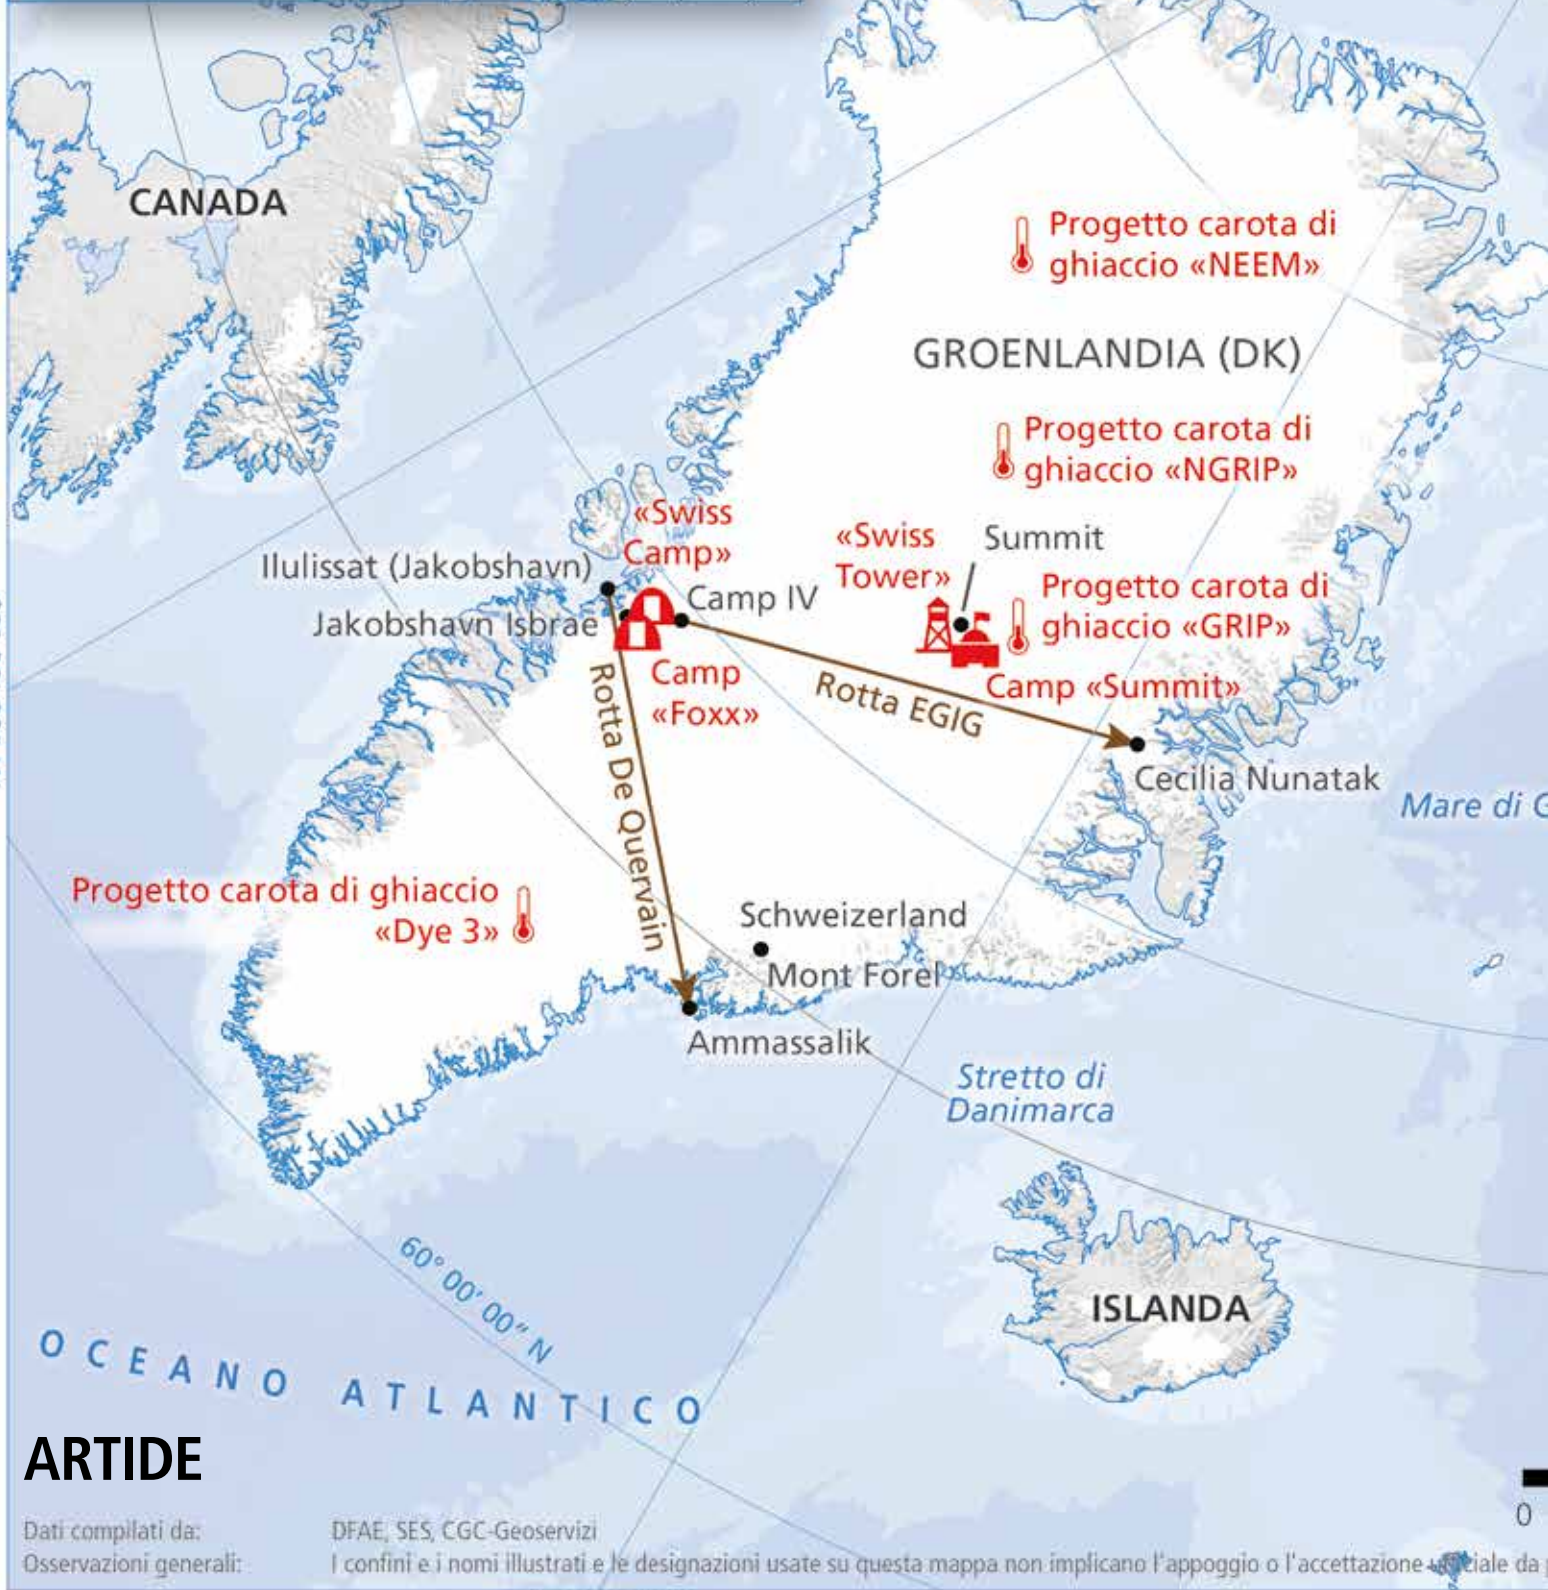 CANADA
Progetto carota di
ghiaccio «NEEM»
GROENLANDIA (DK)
Progetto carota di
ghiaccio «NGRIP»
«Swiss
Camp»
«Swiss
Tower»
Summit
Ilulissat (Jakobshavn)
Camp IV
Progetto carota di
ghiaccio «GRIP»
Jakobshavn Isbrae
Camp
«Foxx»
Camp «Summit»
Rotta EGIG
Rotta De Quervain
Cecilia Nunatak
Mare di G
Progetto carota di ghiaccio
«Dye 3»
Schweizerland
Mont Forel
Ammassalik
Stretto di
Danimarca
60° 00' 00" N
ISLANDA
OCEANO ATLANTICO
ARTIDE
0
Dati compilati da: DFAE, SES, CGC-Geoservizi
Osservazioni generali: I confini e i nomi illustrati e le designazioni usate su questa mappa non implicano l'appoggio o l'accettazione ufficiale da